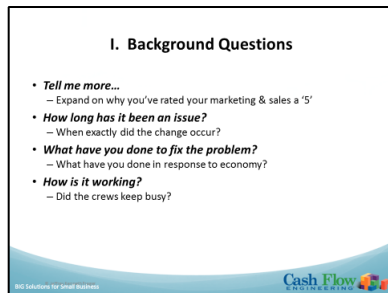 I. Background Questions
• Tell me more…
– Expand on why you've rated your marketing & sales a '5'
• How long has it been an issue?
– When exactly did the change occur?
• What have you done to fix the problem?
– What have you done in response to economy?
• How is it working?
– Did the crews keep busy?
BIG Solutions for Small Business
Cash Flow
ENGINEERING